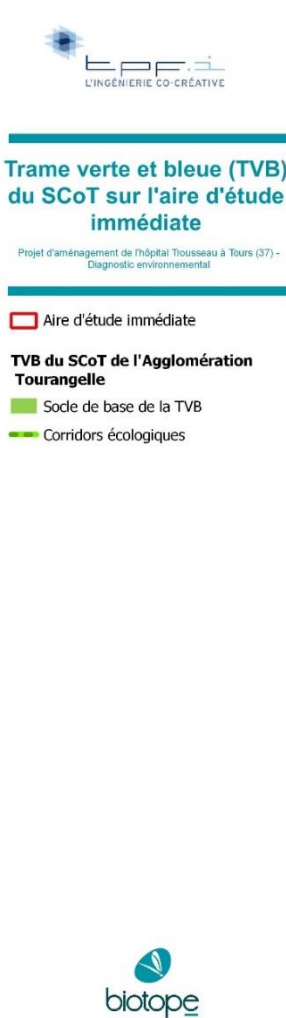 tpf.i
L'INGÉNIERIE CO-CRÉATIVE
Trame verte et bleue (TVB)
du SCoT sur l'aire d'étude
immédiate
Projet d'aménagement de l'hôpital Trousseau à Tours (37) -
Diagnostic environnemental
Aire d'étude immédiate
TVB du SCoT de l'Agglomération
Tourangelle
Socle de base de la TVB
Corridors écologiques
biotope